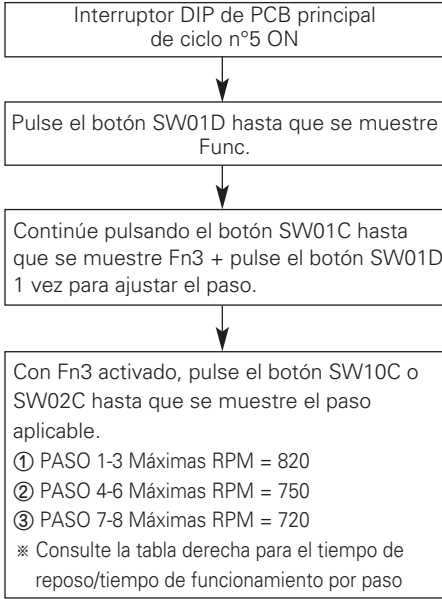 Interruptor DIP de PCB principal
de ciclo n°5 ON
Pulse el botón SW01D hasta que se muestre
Func.
Continúe pulsando el botón SW01C hasta
que se muestre Fn3 + pulse el botón SW01D
1 vez para ajustar el paso.
Con Fn3 activado, pulse el botón SW10C o
SW02C hasta que se muestre el paso
aplicable.
① PASO 1-3 Máximas RPM = 820
② PASO 4-6 Máximas RPM = 750
③ PASO 7-8 Máximas RPM = 720
※ Consulte la tabla derecha para el tiempo de
reposo/tiempo de funcionamiento por paso